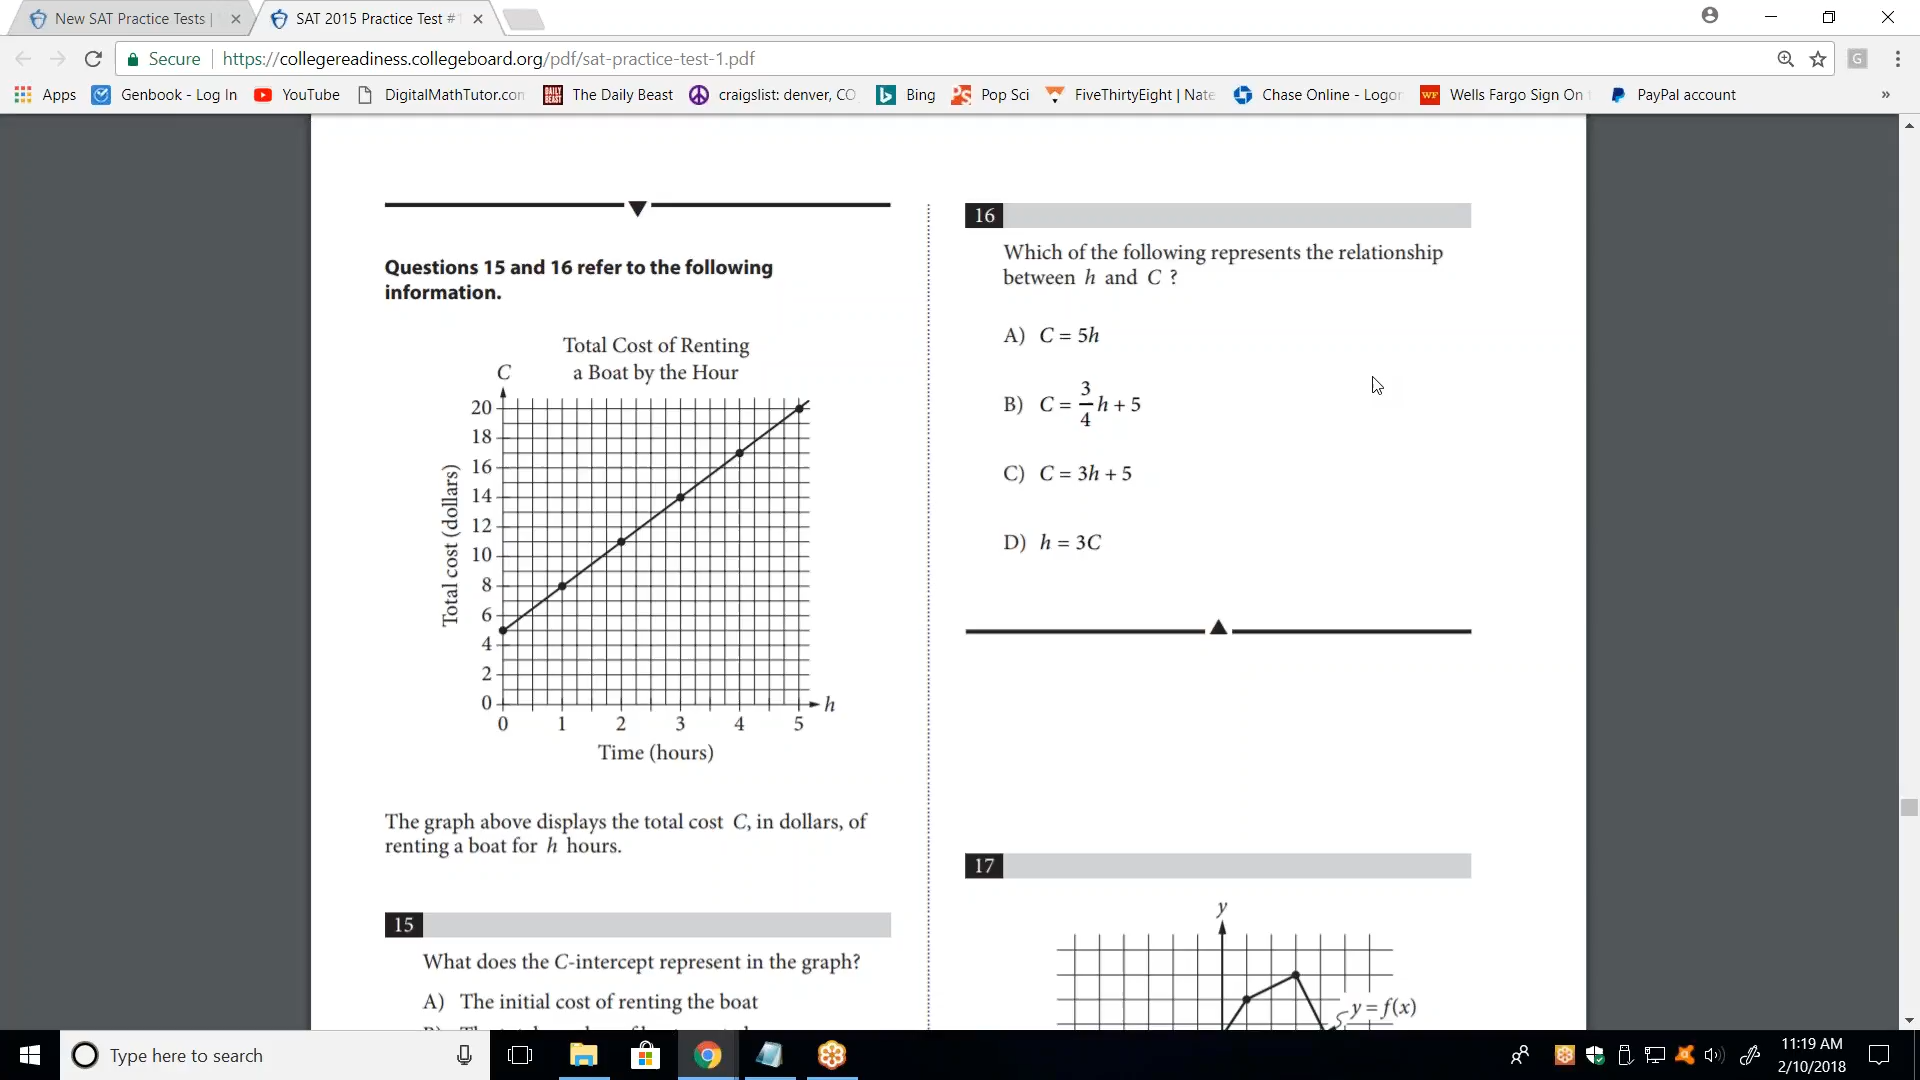 New SAT Practice Tests |
SAT 2015 Practice Test #
Secure
https://collegereadiness.collegeboard.org/pdf/sat-practice-test-1.pdf
G
Apps
Genbook - Log In
YouTube
DigitalMathTutor.com
DAILY BEAST
The Daily Beast
craigslist: denver, CO
Bing
PS
Pop Sci
FiveThirtyEight | Nate
Chase Online - Logon
WF
Wells Fargo Sign On
PayPal account
»
Questions 15 and 16 refer to the following
information.
Total Cost of Renting
a Boat by the Hour
C
20
18
16
14
12
10
8
6
4
2
0
Total cost (dollars)
0 1 2 3 4 5
h
Time (hours)
The graph above displays the total cost C, in dollars, of
renting a boat for h hours.
15
What does the C-intercept represent in the graph?
A) The initial cost of renting the boat
16
Which of the following represents the relationship
between h and C ?
A) C = 5h
B) C = 3/4 h + 5
C) C = 3h + 5
D) h = 3C
17
y
y = f(x)
Type here to search
11:19 AM
2/10/2018